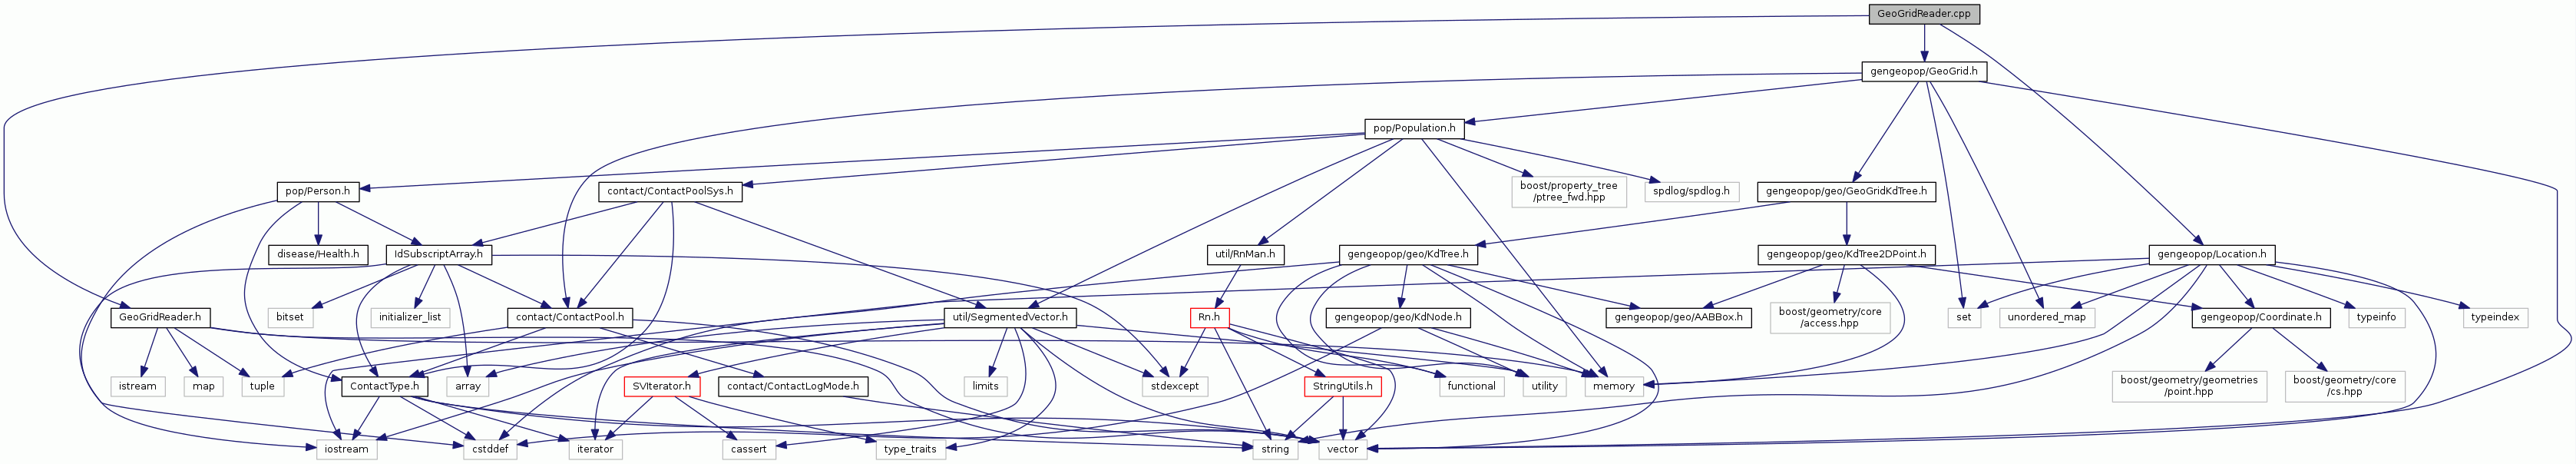 GeoGridReader.cpp
gengeopop/GeoGrid.h
pop/Population.h
pop/Person.h
contact/ContactPoolSys.h
boost/property_tree
/ptree_fwd.hpp
spdlog/spdlog.h
gengeopop/geo/GeoGridKdTree.h
disease/Health.h
IdSubscriptArray.h
util/RnMan.h
gengeopop/geo/KdTree.h
gengeopop/geo/KdTree2DPoint.h
gengeopop/Location.h
GeoGridReader.h
bitset
initializer_list
contact/ContactPool.h
util/SegmentedVector.h
Rn.h
gengeopop/geo/KdNode.h
gengeopop/geo/AABBox.h
boost/geometry/core
/access.hpp
set
unordered_map
gengeopop/Coordinate.h
typeinfo
typeindex
istream
map
tuple
ContactType.h
array
SVIterator.h
contact/ContactLogMode.h
limits
stdexcept
StringUtils.h
functional
utility
memory
boost/geometry/geometries
/point.hpp
boost/geometry/core
/cs.hpp
iostream
cstddef
iterator
cassert
type_traits
string
vector